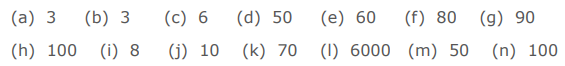 (a) 3 (b) 3 (c) 6 (d) 50 (e) 60 (f) 80 (g) 90
(h) 100 (i) 8 (j) 10 (k) 70 (l) 6000 (m) 50 (n) 100